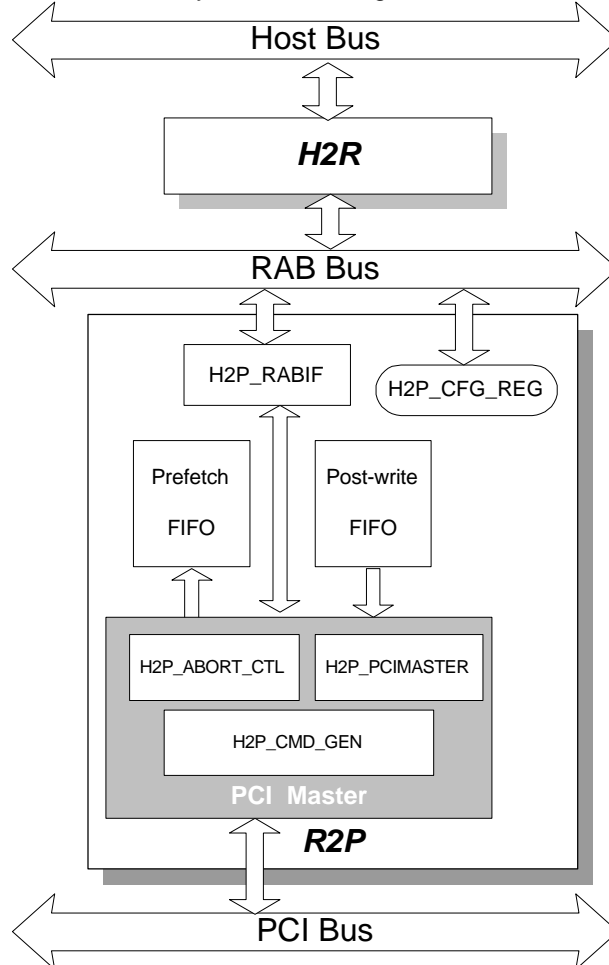 Host Bus
H2R
RAB Bus
H2P_RABIF
H2P_CFG_REG
Prefetch
FIFO
Post-write
FIFO
H2P_ABORT_CTL
H2P_PCIMASTER
H2P_CMD_GEN
PCI Master
R2P
PCI Bus